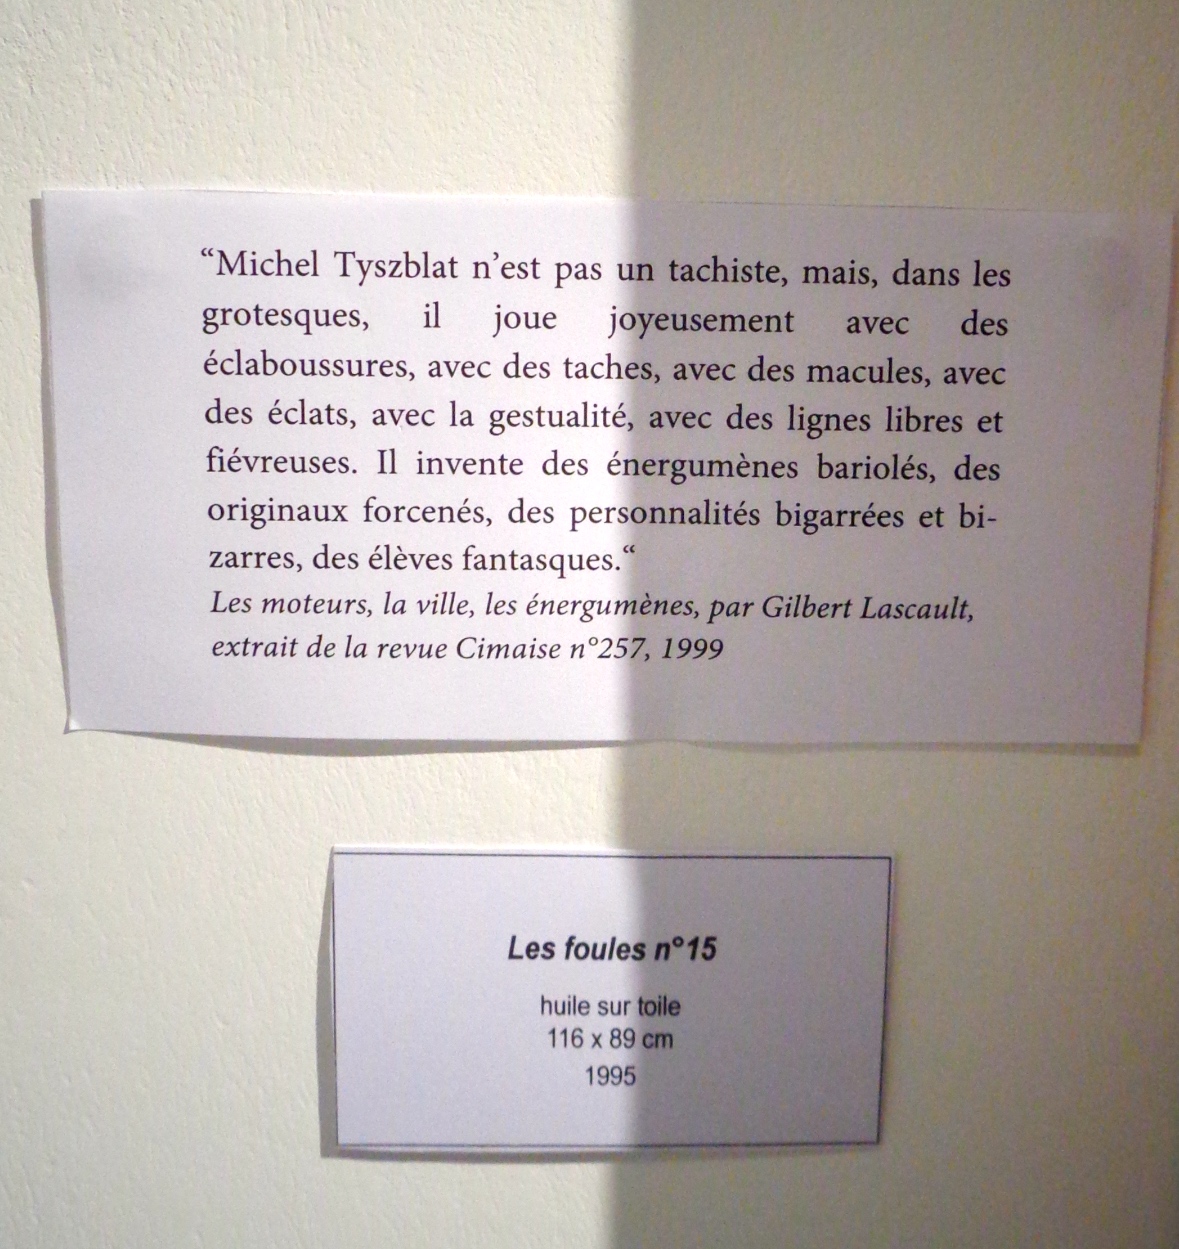 “Michel Tyszblat n’est pas un tachiste, mais, dans les
grotesques, il joue joyeusement avec des
éclaboussures, avec des taches, avec des macules, avec
des éclats, avec la gestualité, avec des lignes libres et
fiévreuses. Il invente des énergumènes bariolés, des
originaux forcenés, des personnalités bigarrées et bi-
zarres, des élèves fantasques.“
Les moteurs, la ville, les énergumènes, par Gilbert Lascault,
extrait de la revue Cimaise n°257, 1999
Les foules n°15
huile sur toile
116 x 89 cm
1995